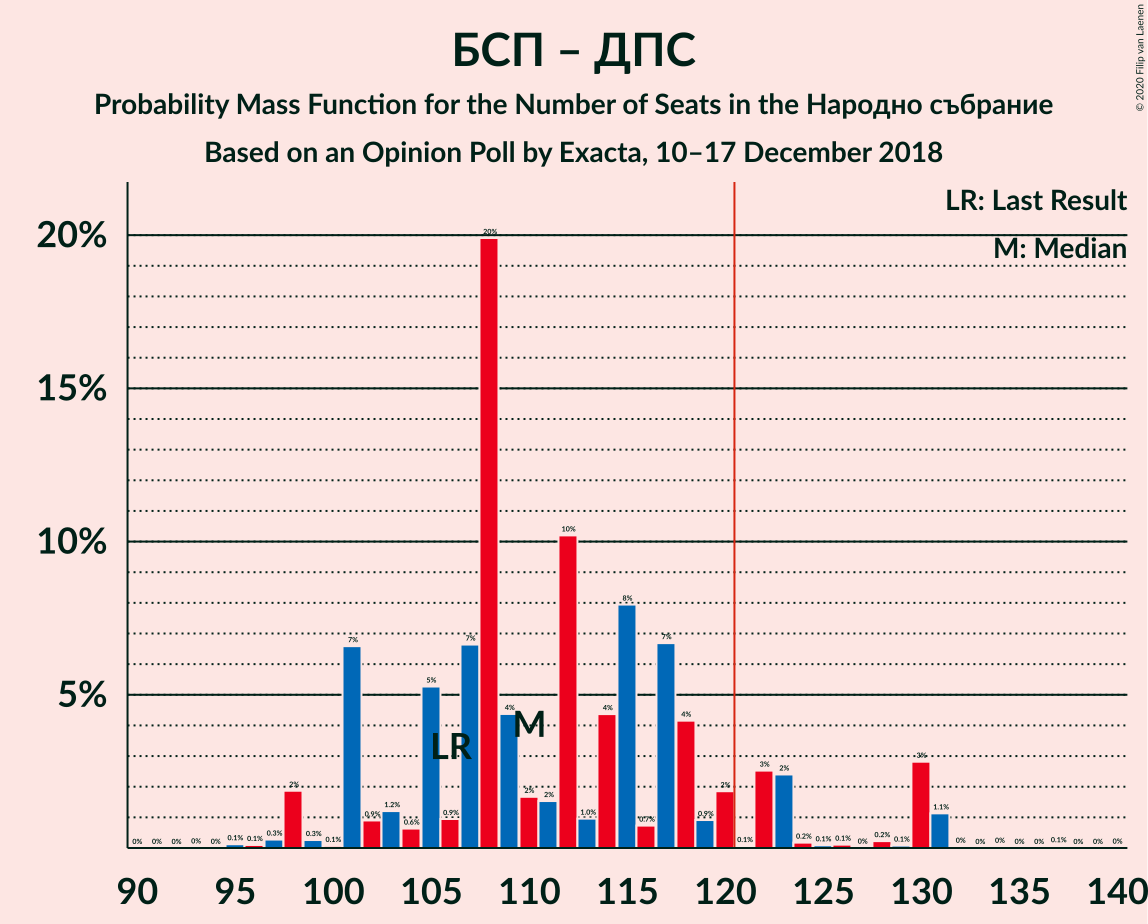 БСП – ДПС
Probability Mass Function for the Number of Seats in the Народно събрание
Based on an Opinion Poll by Exacta, 10–17 December 2018
© 2020 Filip van Laenen
LR: Last Result
M: Median
20%
15%
10%
5%
0% 0% 0% 0% 0% 0.1% 0.1% 0.3% 2% 0.3% 0.1% 7% 0.9% 1.2% 0.6% 5% 0.9% 7% 20% 4% 2% 2% 10% 1.0% 4% 8% 0.7% 7% 4% 0.9% 2% 0.1% 3% 2% 0.2% 0.1% 0.1% 0% 0.2% 0.1% 3% 1.1% 0% 0% 0% 0% 0% 0.1% 0% 0% 0%
LR
M
90 95 100 105 110 115 120 125 130 135 140